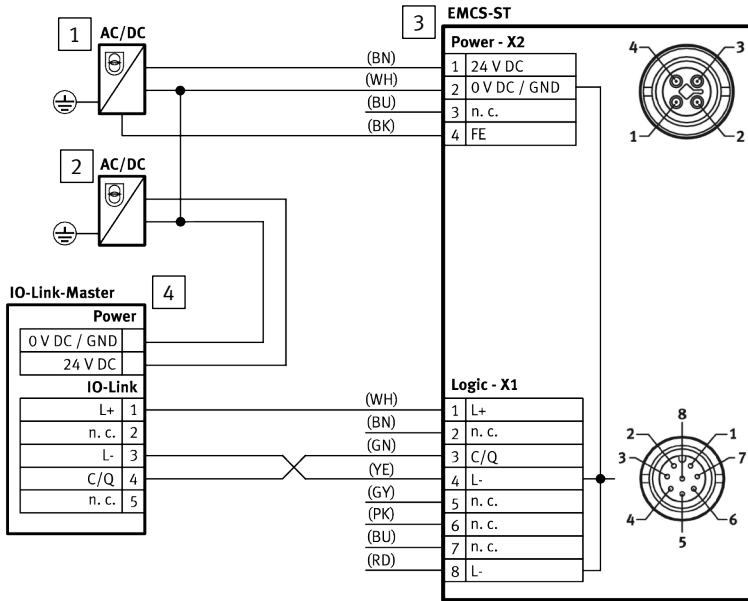 1 AC/DC
2 AC/DC
IO-Link-Master 4
Power
0 V DC / GND
24 V DC
IO-Link
L+ 1
n. c. 2
L- 3
C/Q 4
n. c. 5
(BN)
(WH)
(BU)
(BK)
(WH)
(BN)
(GN)
(YE)
(GY)
(PK)
(BU)
(RD)
3 EMCS-ST
Power - X2
1 24 V DC
2 0 V DC / GND
3 n. c.
4 FE
Logic - X1
1 L+
2 n. c.
3 C/Q
4 L-
5 n. c.
6 n. c.
7 n. c.
8 L-
4 3
1 2
8
2 1
3 7
4 6
5